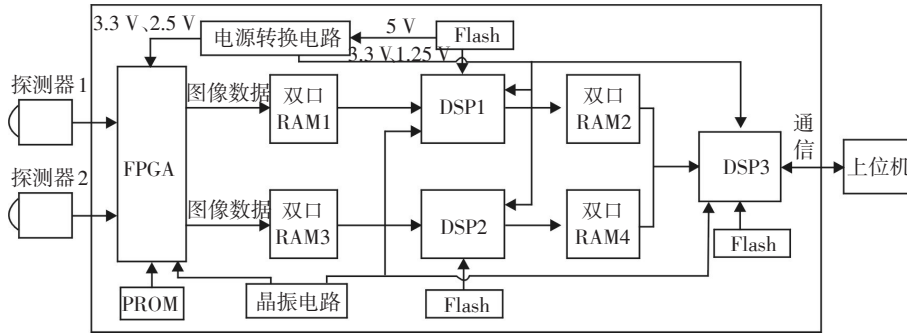 3.3 V、2.5 V
电源转换电路
5 V
Flash
3.3 V、1.25 V
探测器1
图像数据
双口
RAM1
DSP1
双口
RAM2
FPGA
DSP3
通信
上位机
探测器2
图像数据
双口
RAM3
DSP2
双口
RAM4
Flash
PROM
晶振电路
Flash